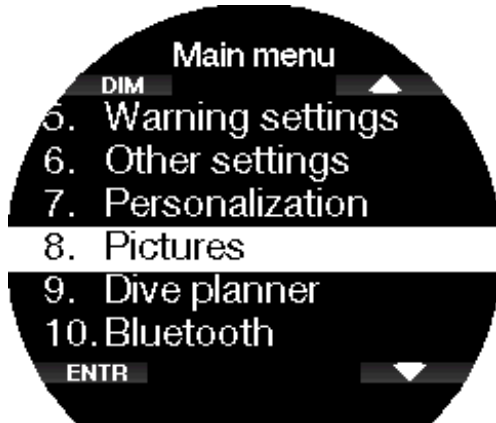 Main menu
DIM
5. Warning settings
6. Other settings
7. Personalization
8. Pictures
9. Dive planner
10. Bluetooth
ENTR